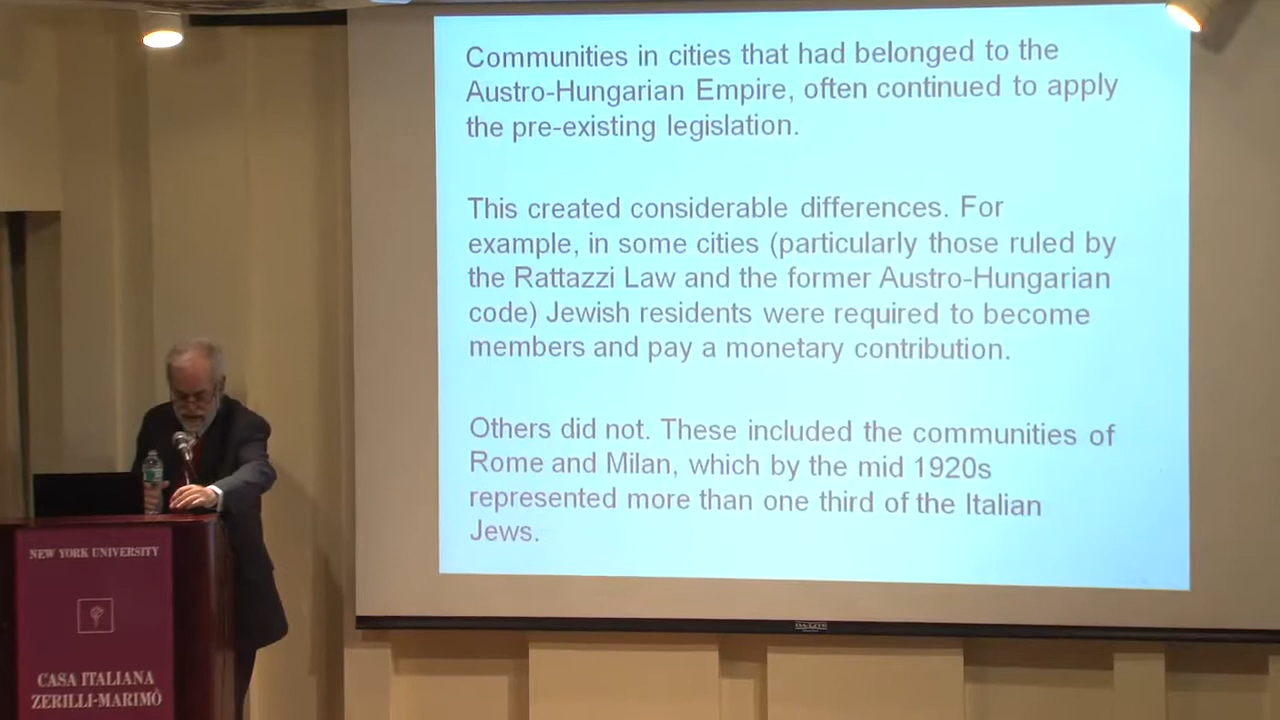 Communities in cities that had belonged to the
Austro-Hungarian Empire, often continued to apply
the pre-existing legislation.
This created considerable differences. For
example, in some cities (particularly those ruled by
the Rattazzi Law and the former Austro-Hungarian
code) Jewish residents were required to become
members and pay a monetary contribution.
Others did not. These included the communities of
Rome and Milan, which by the mid 1920s
represented more than one third of the Italian
Jews.
DA-LITE
NEW YORK UNIVERSITY
CASA ITALIANA
ZERILLI-MARIMÒ